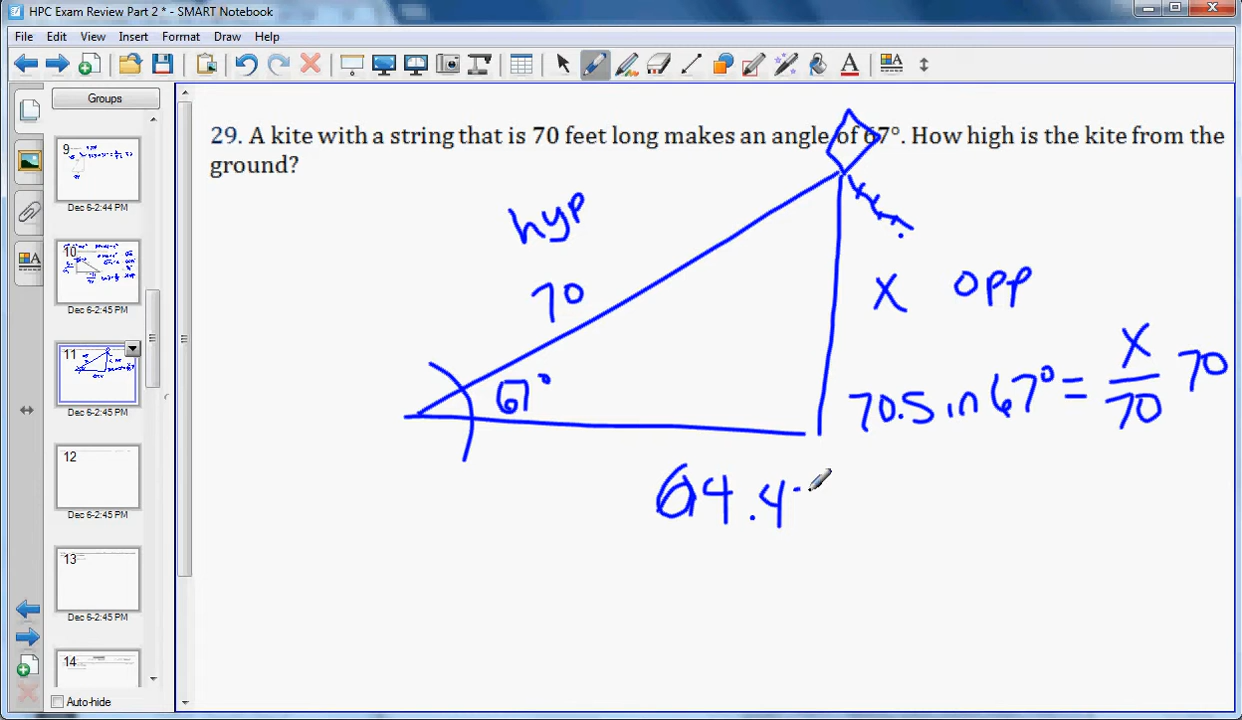 HPC Exam Review Part 2 * - SMART Notebook
File Edit View Insert Format Draw Help
Groups
9
Dec 6-2:44 PM
10
Dec 6-2:45 PM
11
Dec 6-2:45 PM
12
Dec 6-2:45 PM
13
Dec 6-2:45 PM
14
Auto-hide
29. A kite with a string that is 70 feet long makes an angle of 67°. How high is the kite from the
ground?
hyp
70
67°
x opp
70.Sin67° = x/70 70
64.4